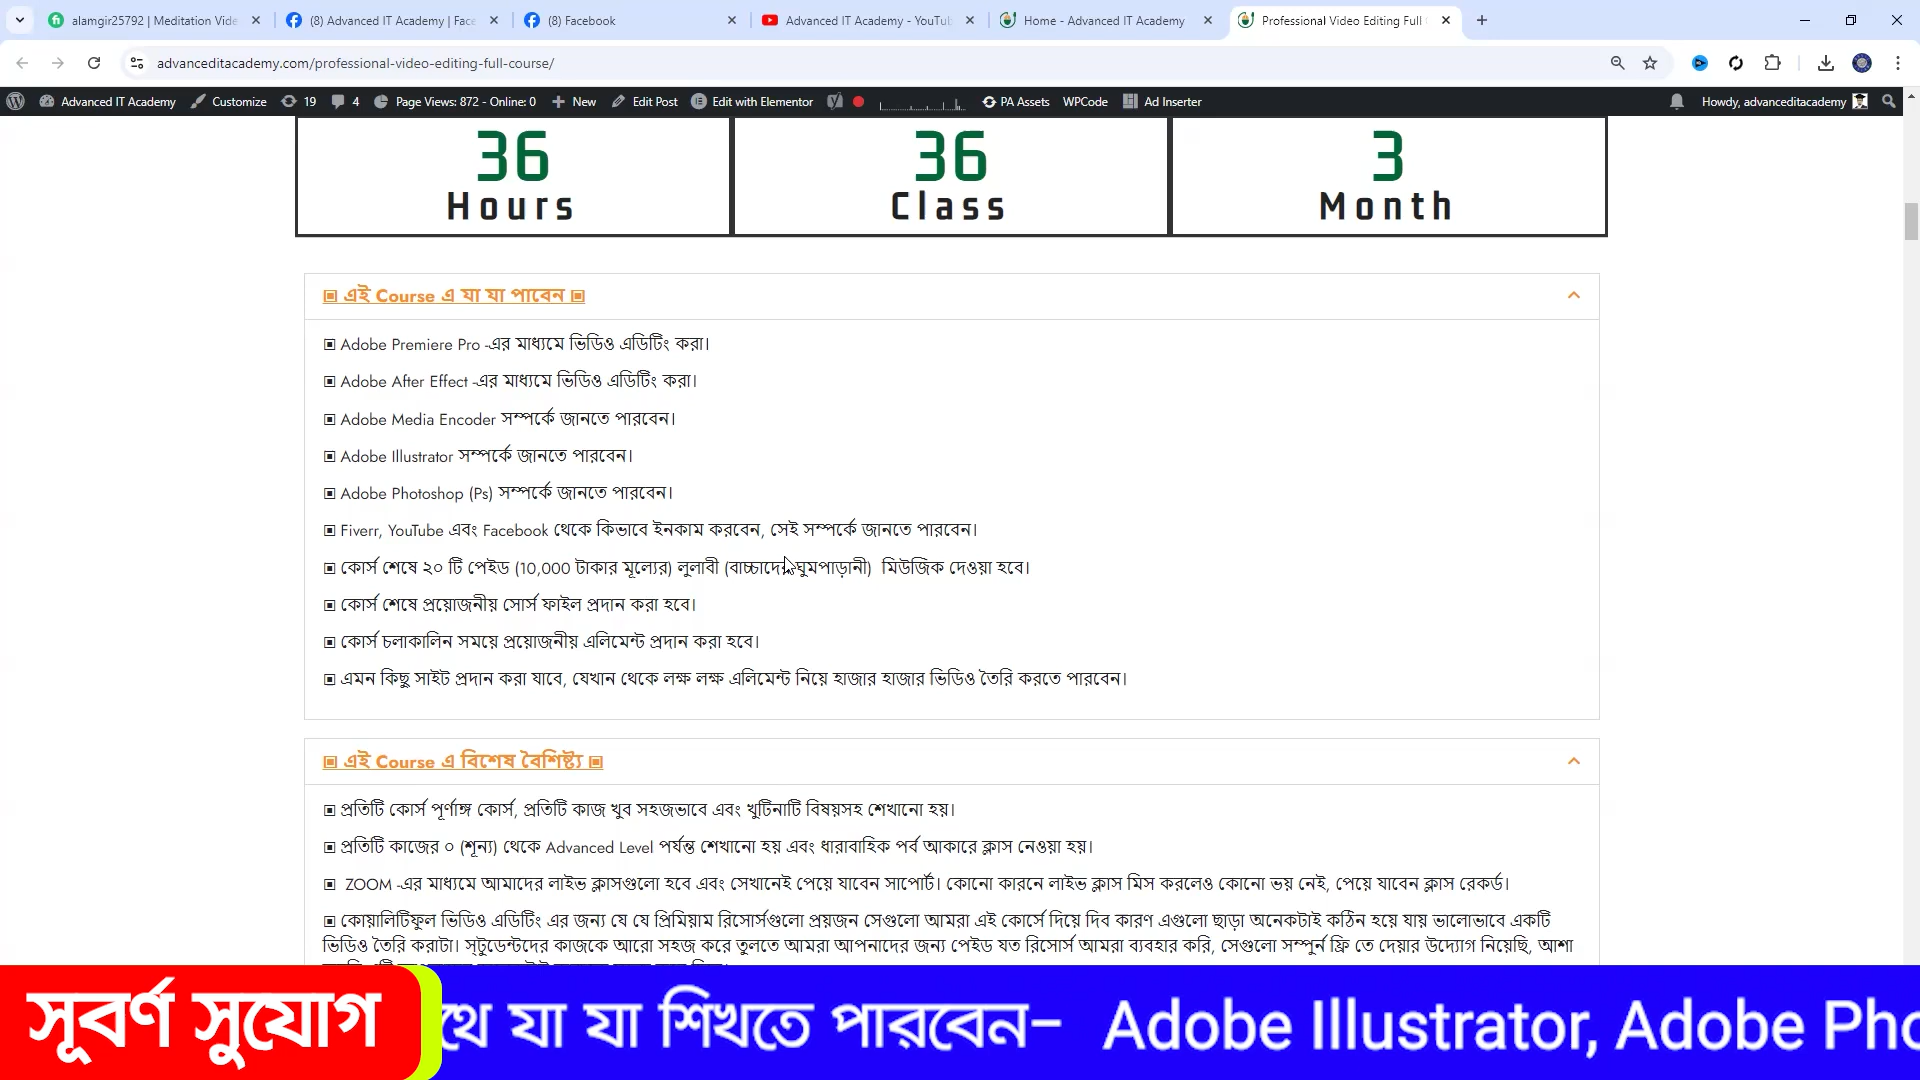 alamgir25792 | Meditation Vide
(8) Advanced IT Academy | Face
(8) Facebook
Advanced IT Academy - YouTub
Home - Advanced IT Academy
Professional Video Editing Full
advanceditacademy.com/professional-video-editing-full-course/
Advanced IT Academy
Customize
19
4
Page Views: 872 - Online: 0
New
Edit Post
Edit with Elementor
PA Assets
WPCode
Ad Inserter
Howdy, advanceditacademy
36
Hours
36
Class
3
Month
▣ এই Course এ যা যা পাবেন ▣
▣ Adobe Premiere Pro -এর মাধ্যমে ভিডিও এডিটিং করা।
▣ Adobe After Effect -এর মাধ্যমে ভিডিও এডিটিং করা।
▣ Adobe Media Encoder সম্পর্কে জানতে পারবেন।
▣ Adobe Illustrator সম্পর্কে জানতে পারবেন।
▣ Adobe Photoshop (Ps) সম্পর্কে জানতে পারবেন।
▣ Fiverr, YouTube এবং Facebook থেকে কিভাবে ইনকাম করবেন, সেই সম্পর্কে জানতে পারবেন।
▣ কোর্স শেষে ২০ টি পেইড (10,000 টাকার মূল্যের) লুলাবী (বাচ্চাদের ঘুমপাড়ানী) মিউজিক দেওয়া হবে।
▣ কোর্স শেষে প্রয়োজনীয় সোর্স ফাইল প্রদান করা হবে।
▣ কোর্স চলাকালিন সময়ে প্রয়োজনীয় এলিমেন্ট প্রদান করা হবে।
▣ এমন কিছু সাইট প্রদান করা যাবে, যেখান থেকে লক্ষ লক্ষ এলিমেন্ট নিয়ে হাজার হাজার ভিডিও তৈরি করতে পারবেন।
▣ এই Course এ বিশেষ বৈশিষ্ট্য ▣
▣ প্রতিটি কোর্স পূর্ণাঙ্গ কোর্স, প্রতিটি কাজ খুব সহজভাবে এবং খুটিনাটি বিষয়সহ শেখানো হয়।
▣ প্রতিটি কাজের ০ (শূন্য) থেকে Advanced Level পর্যন্ত শেখানো হয় এবং ধারাবাহিক পর্ব আকারে ক্লাস নেওয়া হয়।
▣ ZOOM -এর মাধ্যমে আমাদের লাইভ ক্লাসগুলো হবে এবং সেখানেই পেয়ে যাবেন সাপোর্ট। কোনো কারনে লাইভ ক্লাস মিস করলেও কোনো ভয় নেই, পেয়ে যাবেন ক্লাস রেকর্ড।
▣ কোয়ালিটিফুল ভিডিও এডিটিং এর জন্য যে যে প্রিমিয়াম রিসোর্সগুলো প্রয়জন সেগুলো আমরা এই কোর্সে দিয়ে দিব কারণ এগুলো ছাড়া অনেকটাই কঠিন হয়ে যায় ভালোভাবে একটি
ভিডিও তৈরি করাটা। স্টুডেন্টদের কাজকে আরো সহজ করে তুলতে আমরা আপনাদের জন্য পেইড যত রিসোর্স আমরা ব্যবহার করি, সেগুলো সম্পুর্ন ফ্রি তে দেয়ার উদ্যোগ নিয়েছি, আশা
সূবর্ণ সুযোগ
থে যা যা শিখতে পারবেন– Adobe Illustrator, Adobe Pho